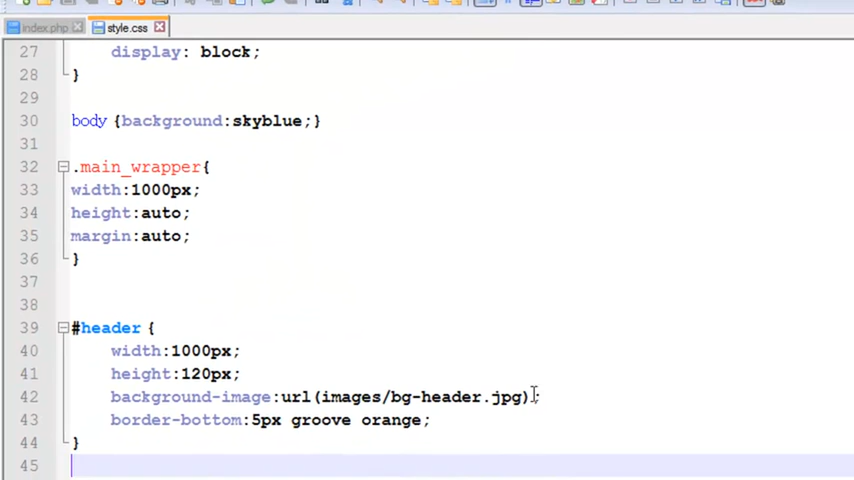 index.php style.css
27 display: block;
28 }
29
30 body {background:skyblue;}
31
32 .main_wrapper{
33 width:1000px;
34 height:auto;
35 margin:auto;
36 }
37
38
39 #header {
40 width:1000px;
41 height:120px;
42 background-image:url(images/bg-header.jpg);
43 border-bottom:5px groove orange;
44 }
45